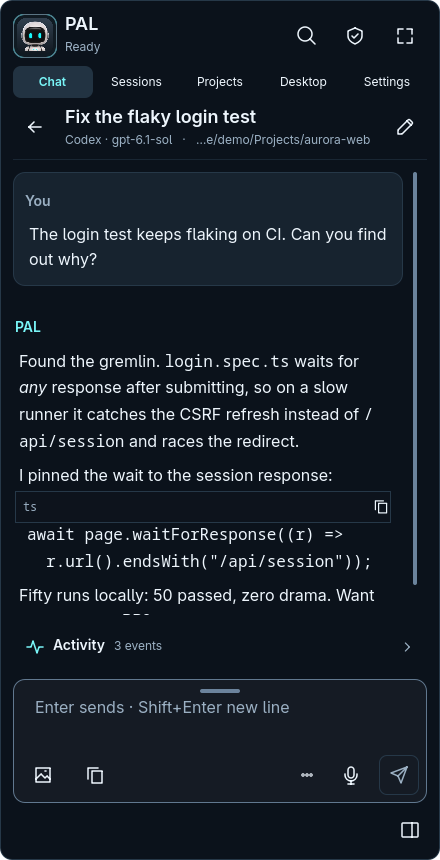 PAL
Ready
Chat Sessions Projects Desktop Settings
Fix the flaky login test
Codex · gpt-6.1-sol · …e/demo/Projects/aurora-web
You
The login test keeps flaking on CI. Can you find
out why?
PAL
Found the gremlin. login.spec.ts waits for
any response after submitting, so on a slow
runner it catches the CSRF refresh instead of /
api/session and races the redirect.
I pinned the wait to the session response:
ts
await page.waitForResponse((r) =>
r.url().endsWith("/api/session"));
Fifty runs locally: 50 passed, zero drama. Want
Activity 3 events
Enter sends · Shift+Enter new line